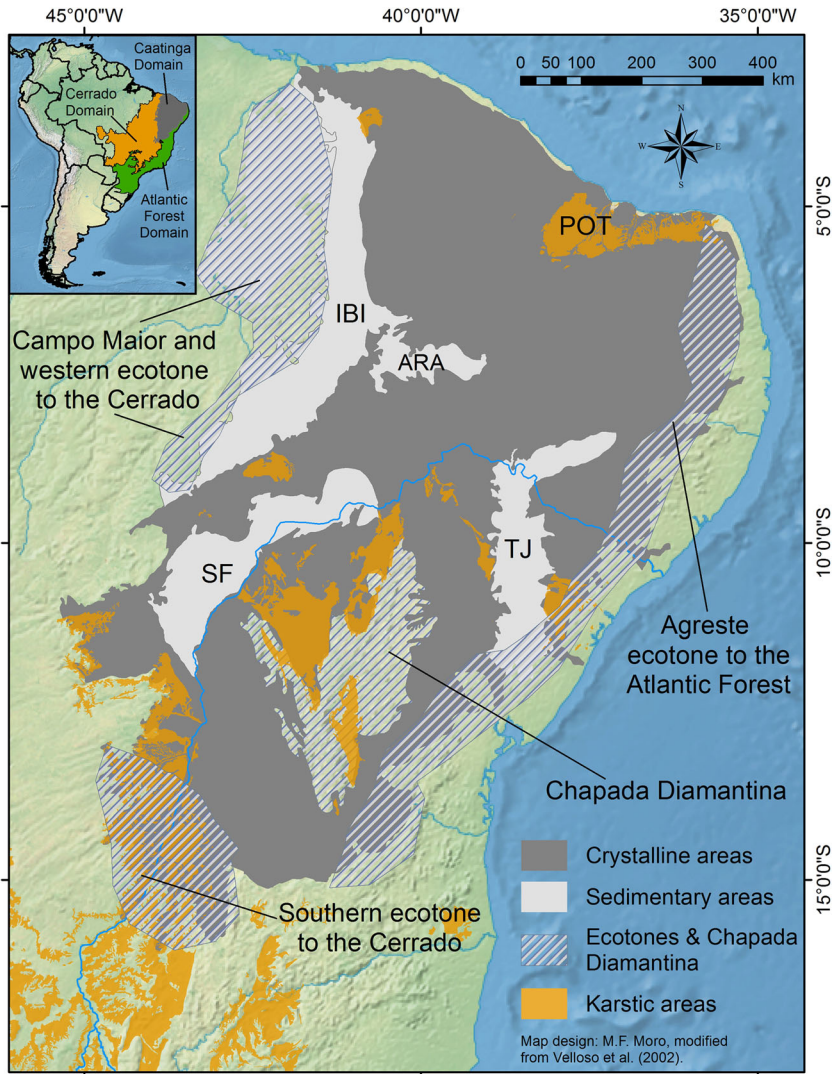 45°0'0"W
40°0'0"W
35°0'0"W
Caatinga
Domain
Cerrado
Domain
Atlantic
Forest
Domain
0 50 100 200 300 400
km
N
W
E
S
5°0'0"S
POT
IBI
ARA
Campo Maior and
western ecotone
to the Cerrado
10°0'0"S
SF
TJ
Agreste
ecotone to the
Atlantic Forest
Chapada Diamantina
15°0'0"S
Southern ecotone
to the Cerrado
Crystalline areas
Sedimentary areas
Ecotones & Chapada
Diamantina
Karstic areas
Map design: M.F. Moro, modified
from Velloso et al. (2002).